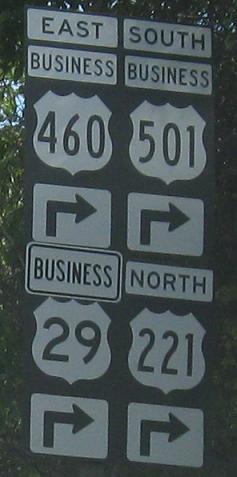 EAST SOUTH
BUSINESS BUSINESS
460 501
BUSINESS NORTH
29 221